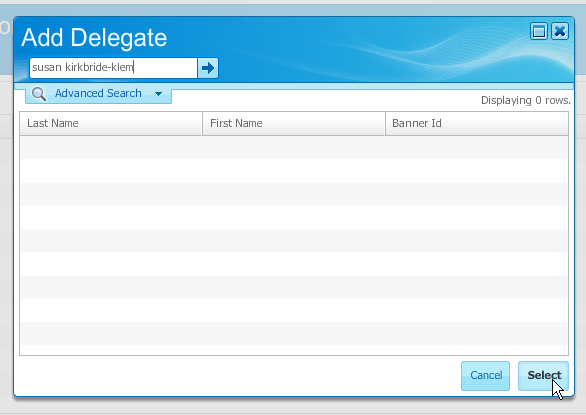 Add Delegate
susan kirkbride-klem
Advanced Search
Displaying 0 rows.
Last Name First Name Banner Id
Cancel Select